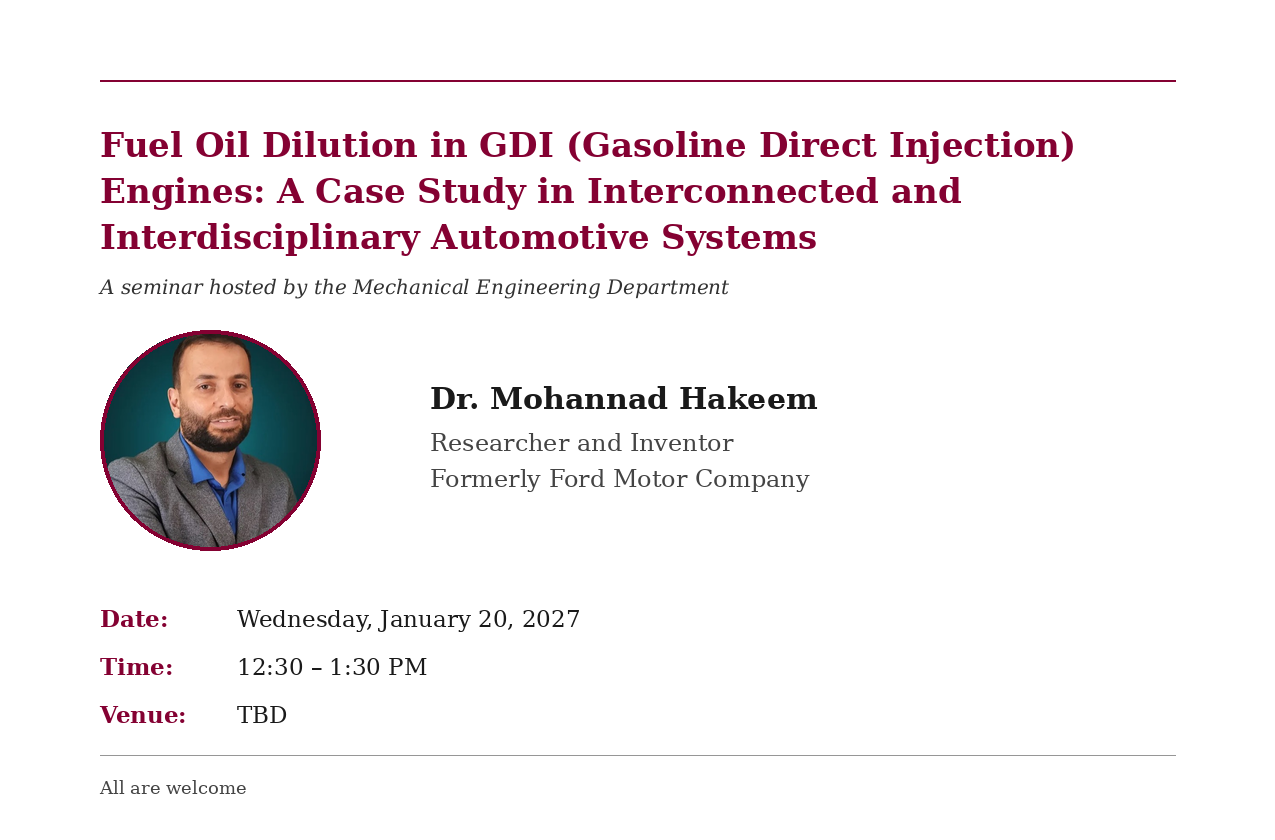 Fuel Oil Dilution in GDI (Gasoline Direct Injection)
Engines: A Case Study in Interconnected and
Interdisciplinary Automotive Systems
A seminar hosted by the Mechanical Engineering Department
Dr. Mohannad Hakeem
Researcher and Inventor
Formerly Ford Motor Company
Date: Wednesday, January 20, 2027
Time: 12:30 – 1:30 PM
Venue: TBD
All are welcome